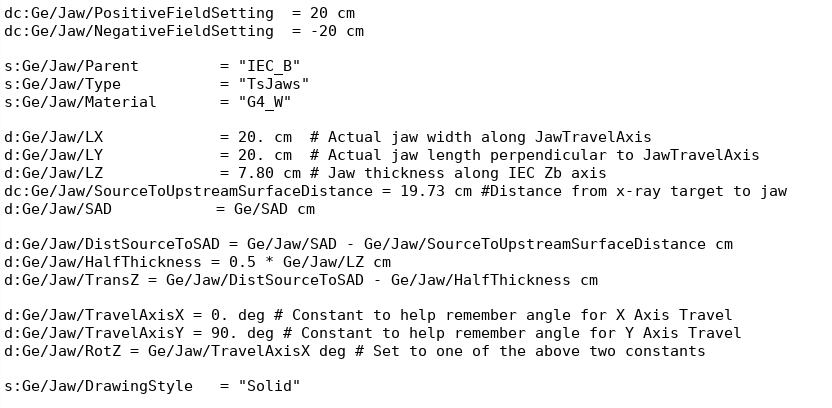 dc:Ge/Jaw/PositiveFieldSetting  = 20 cm
dc:Ge/Jaw/NegativeFieldSetting  = -20 cm

s:Ge/Jaw/Parent         = "IEC_B"
s:Ge/Jaw/Type           = "TsJaws"
s:Ge/Jaw/Material       = "G4_W"

d:Ge/Jaw/LX             = 20. cm  # Actual jaw width along JawTravelAxis
d:Ge/Jaw/LY             = 20. cm  # Actual jaw length perpendicular to JawTravelAxis
d:Ge/Jaw/LZ             = 7.80 cm # Jaw thickness along IEC Zb axis
dc:Ge/Jaw/SourceToUpstreamSurfaceDistance = 19.73 cm #Distance from x-ray target to jaw
d:Ge/Jaw/SAD            = Ge/SAD cm

d:Ge/Jaw/DistSourceToSAD = Ge/Jaw/SAD - Ge/Jaw/SourceToUpstreamSurfaceDistance cm
d:Ge/Jaw/HalfThickness = 0.5 * Ge/Jaw/LZ cm
d:Ge/Jaw/TransZ = Ge/Jaw/DistSourceToSAD - Ge/Jaw/HalfThickness cm

d:Ge/Jaw/TravelAxisX = 0. deg # Constant to help remember angle for X Axis Travel
d:Ge/Jaw/TravelAxisY = 90. deg # Constant to help remember angle for Y Axis Travel
d:Ge/Jaw/RotZ = Ge/Jaw/TravelAxisX deg # Set to one of the above two constants

s:Ge/Jaw/DrawingStyle   = "Solid"